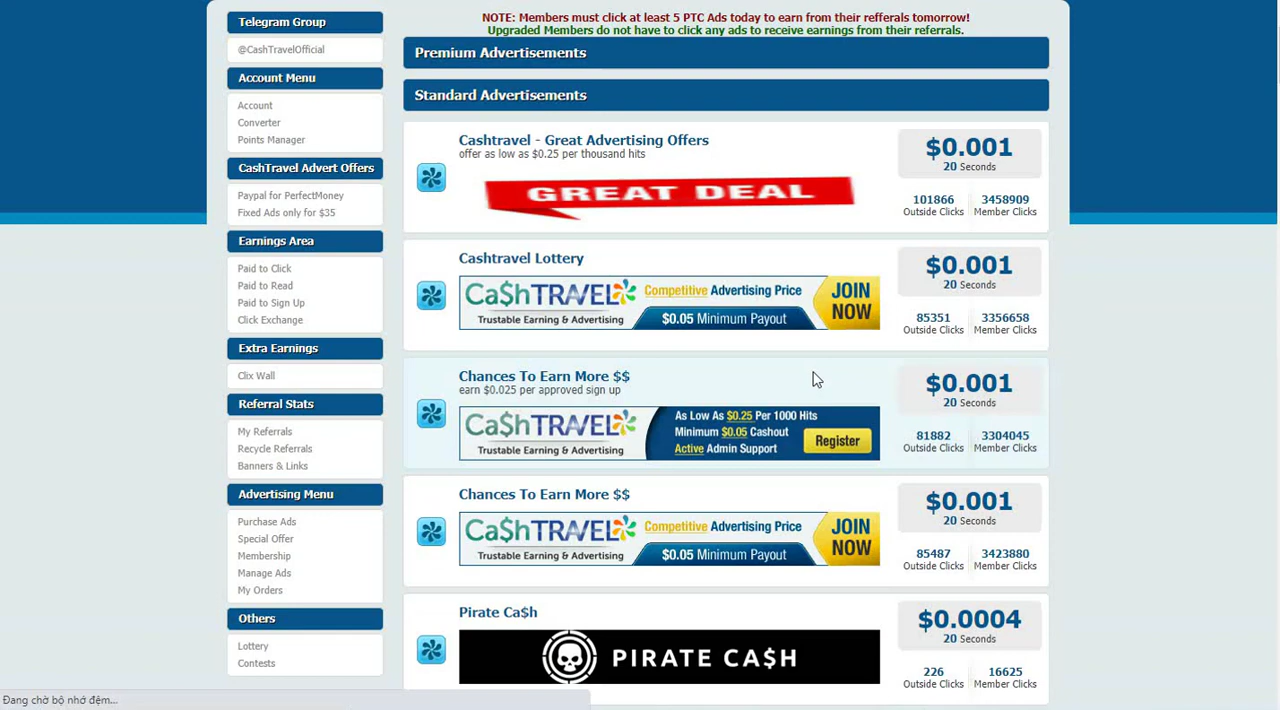 NOTE: Members must click at least 5 PTC Ads today to earn from their refferals tomorrow!
Upgraded Members do not have to click any ads to receive earnings from their referrals.
Telegram Group
@CashTravelOfficial
Account Menu
Account
Converter
Points Manager
CashTravel Advert Offers
Paypal for PerfectMoney
Fixed Ads only for $35
Earnings Area
Paid to Click
Paid to Read
Paid to Sign Up
Click Exchange
Extra Earnings
Clix Wall
Referral Stats
My Referrals
Recycle Referrals
Banners & Links
Advertising Menu
Purchase Ads
Special Offer
Membership
Manage Ads
My Orders
Others
Lottery
Contests
Premium Advertisements
Standard Advertisements
Cashtravel - Great Advertising Offers
offer as low as $0.25 per thousand hits
GREAT DEAL
$0.001
20 Seconds
101866 3458909
Outside Clicks Member Clicks
Cashtravel Lottery
Ca$hTRAVEL
Trustable Earning & Advertising
Competitive Advertising Price
$0.05 Minimum Payout
JOIN
NOW
$0.001
20 Seconds
85351 3356658
Outside Clicks Member Clicks
Chances To Earn More $$
earn $0.025 per approved sign up
Ca$hTRAVEL
Trustable Earning & Advertising
As Low As $0.25 Per 1000 Hits
Minimum $0.05 Cashout
Active Admin Support
Register
$0.001
20 Seconds
81882 3304045
Outside Clicks Member Clicks
Chances To Earn More $$
Ca$hTRAVEL
Trustable Earning & Advertising
Competitive Advertising Price
$0.05 Minimum Payout
JOIN
NOW
$0.001
20 Seconds
85487 3423880
Outside Clicks Member Clicks
Pirate Ca$h
PIRATE CA$H
$0.0004
20 Seconds
226 16625
Outside Clicks Member Clicks
Đang chờ bộ nhớ đệm...